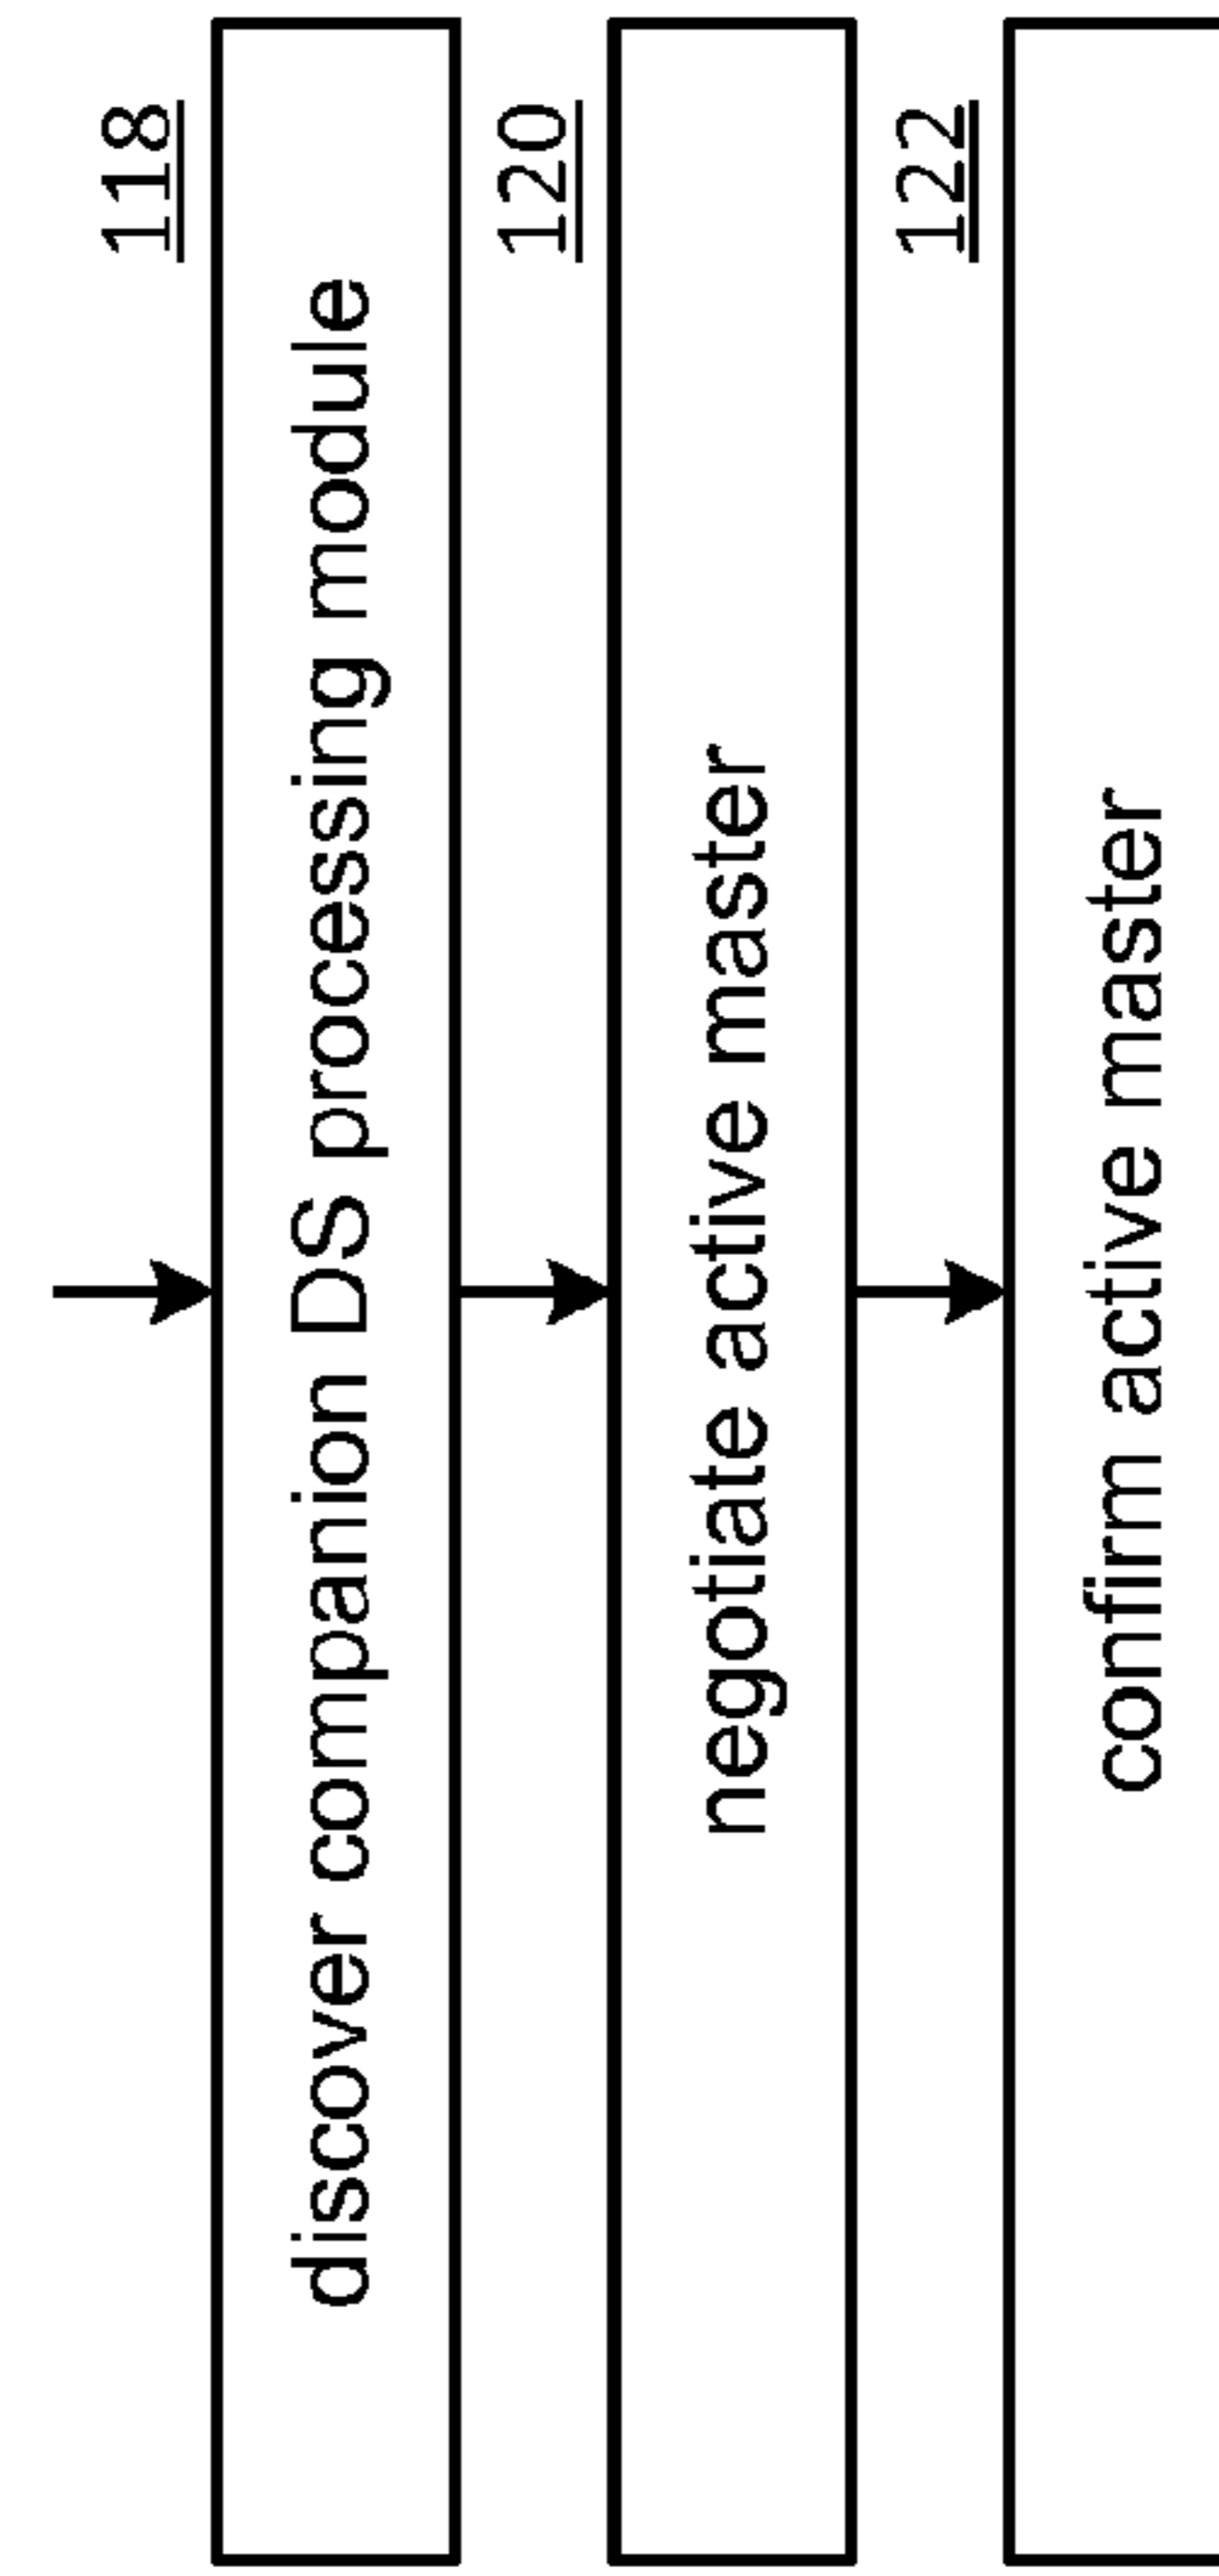 118
discover companion DS processing module
120
negotiate active master
122
confirm active master